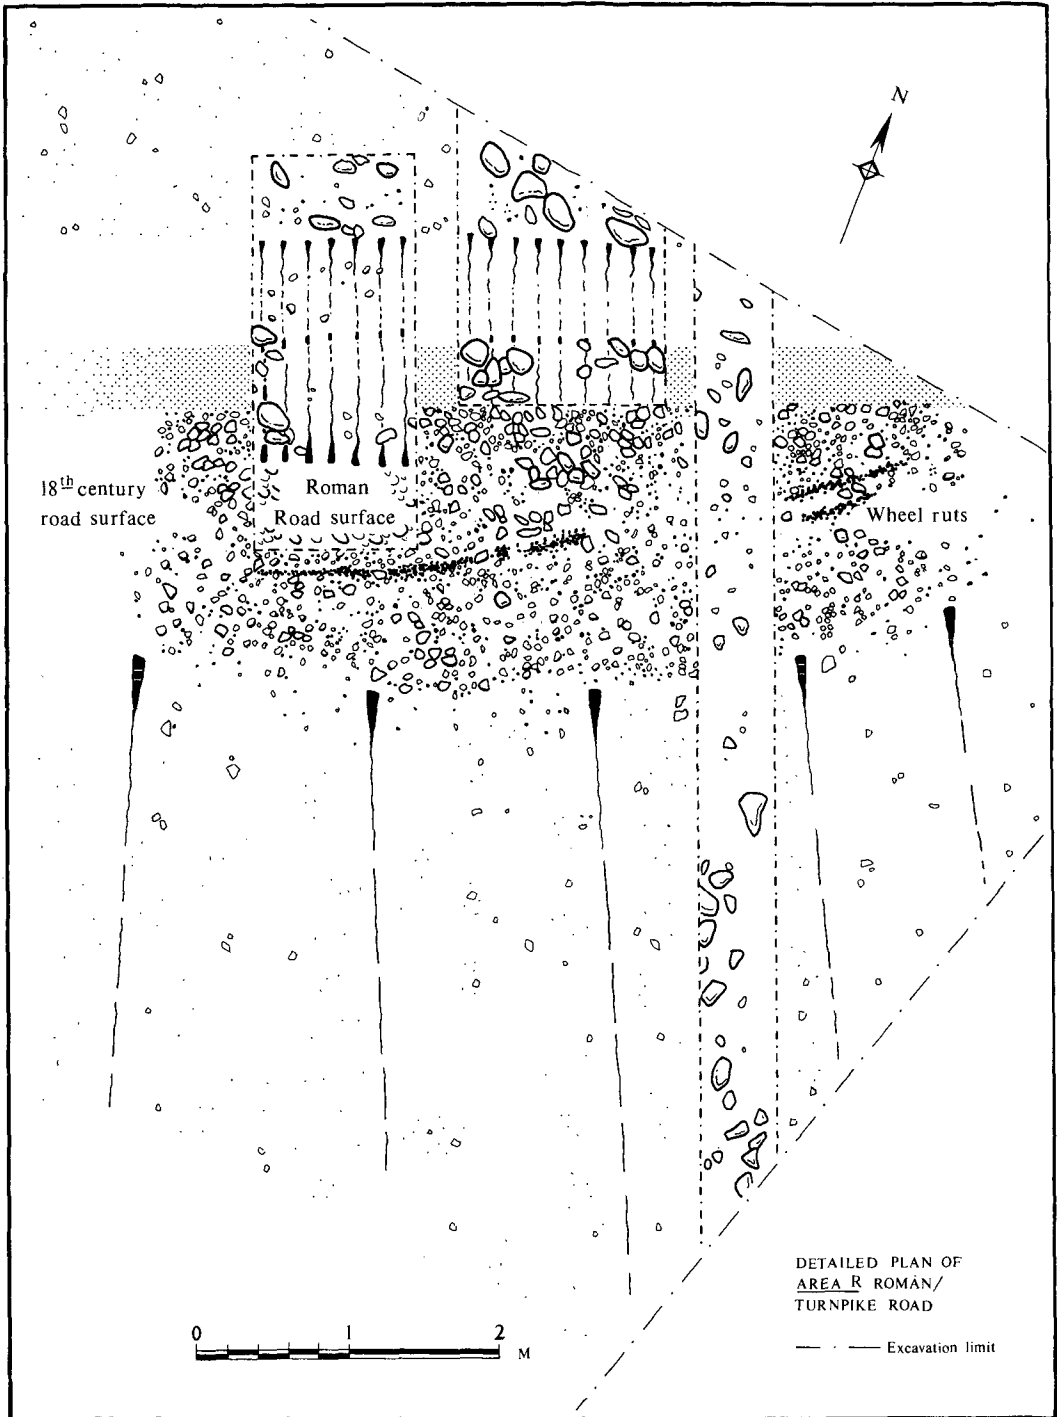 N
18th century
road surface
Roman
Road surface
Wheel ruts
DETAILED PLAN OF
AREA R ROMAN/
TURNPIKE ROAD
0 1 2
M
Excavation limit